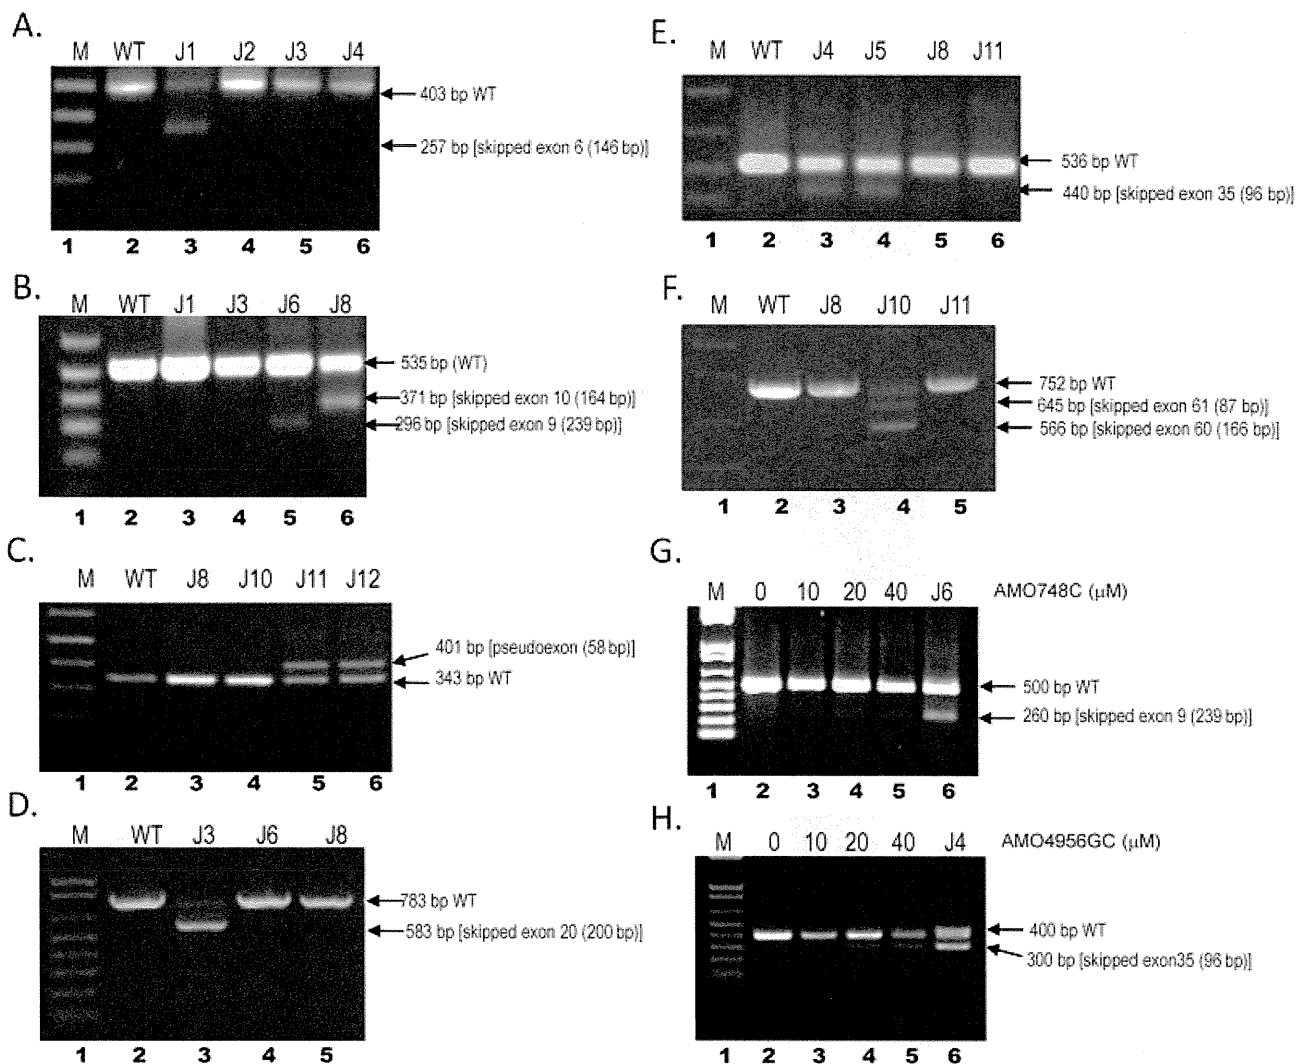 A.
M WT J1 J2 J3 J4
403 bp WT
257 bp [skipped exon 6 (146 bp)]
1 2 3 4 5 6
B.
M WT J1 J3 J6 J8
535 bp (WT)
371 bp [skipped exon 10 (164 bp)]
296 bp [skipped exon 9 (239 bp)]
1 2 3 4 5 6
C.
M WT J8 J10 J11 J12
401 bp [pseudoexon (58 bp)]
343 bp WT
1 2 3 4 5 6
D.
M WT J3 J6 J8
783 bp WT
583 bp [skipped exon 20 (200 bp)]
1 2 3 4 5
E.
M WT J4 J5 J8 J11
536 bp WT
440 bp [skipped exon 35 (96 bp)]
1 2 3 4 5 6
F.
M WT J8 J10 J11
752 bp WT
645 bp [skipped exon 61 (87 bp)]
566 bp [skipped exon 60 (166 bp)]
1 2 3 4 5
G.
M 0 10 20 40 J6 AMO748C (µM)
500 bp WT
260 bp [skipped exon 9 (239 bp)]
1 2 3 4 5 6
H.
M 0 10 20 40 J4 AMO4956GC (µM)
400 bp WT
300 bp [skipped exon35 (96 bp)]
1 2 3 4 5 6